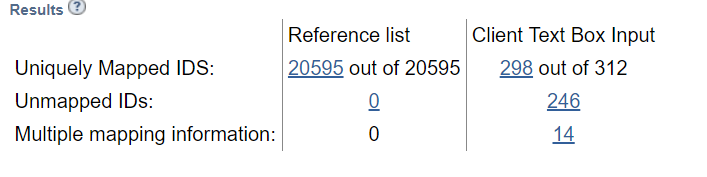 Results ?
Reference list Client Text Box Input
Uniquely Mapped IDS: 20595 out of 20595 298 out of 312
Unmapped IDs: 0 246
Multiple mapping information: 0 14